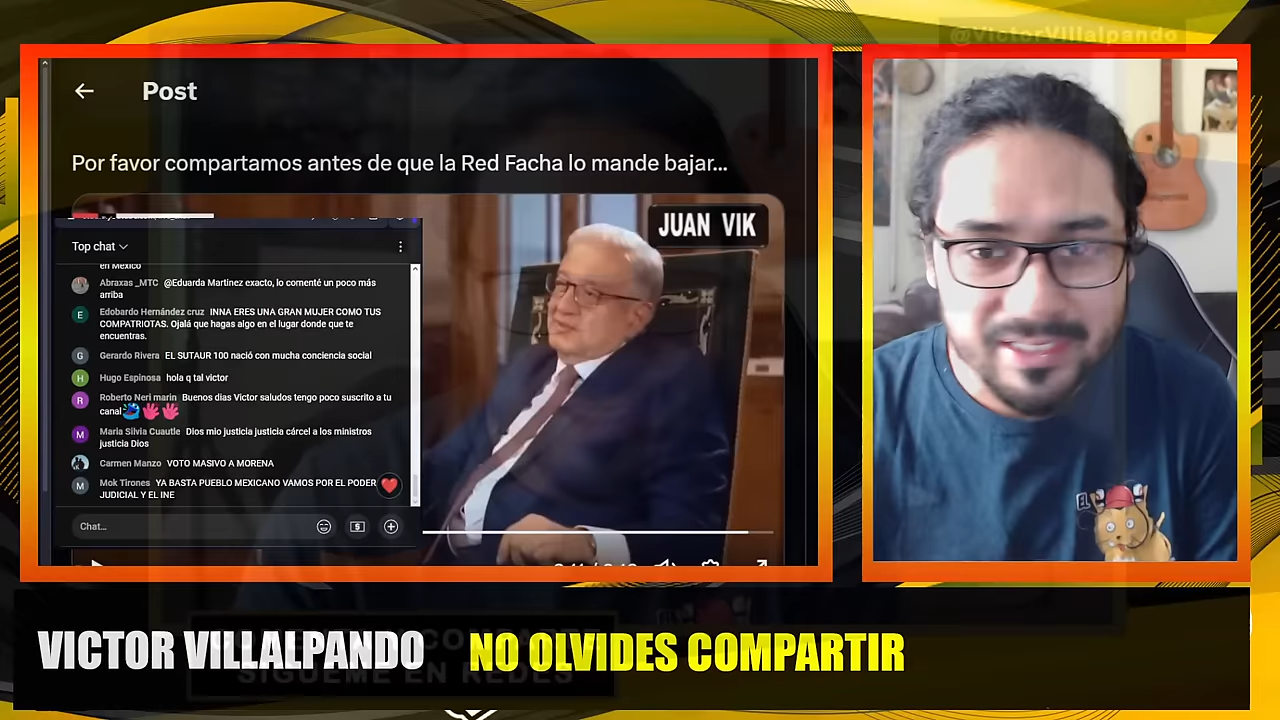 @VictorVillalpando
Post
Por favor compartamos antes de que la Red Facha lo mande bajar...
JUAN VIK
Top chat
en Mexico
Abraxas _MTC @Eduarda Martinez exacto, lo comenté un poco más
arriba
E
Edobardo Hernández cruz INNA ERES UNA GRAN MUJER COMO TUS
COMPATRIOTAS. Ojalá que hagas algo en el lugar donde que te
encuentras.
G
Gerardo Rivera EL SUTAUR 100 nació con mucha conciencia social
H
Hugo Espinosa hola q tal victor
R
Roberto Neri marin Buenos dias Victor saludos tengo poco suscrito a tu
canal
M
Maria Silvia Cuautle Dios mio justicia justicia cárcel a los ministros
justicia Dios
Carmen Manzo VOTO MASIVO A MORENA
M
Mok Tirones YA BASTA PUEBLO MEXICANO VAMOS POR EL PODER
JUDICIAL Y EL INE
Chat...
EL
VICTOR VILLALPANDO
NO OLVIDES COMPARTIR
SIGUEME EN REDES